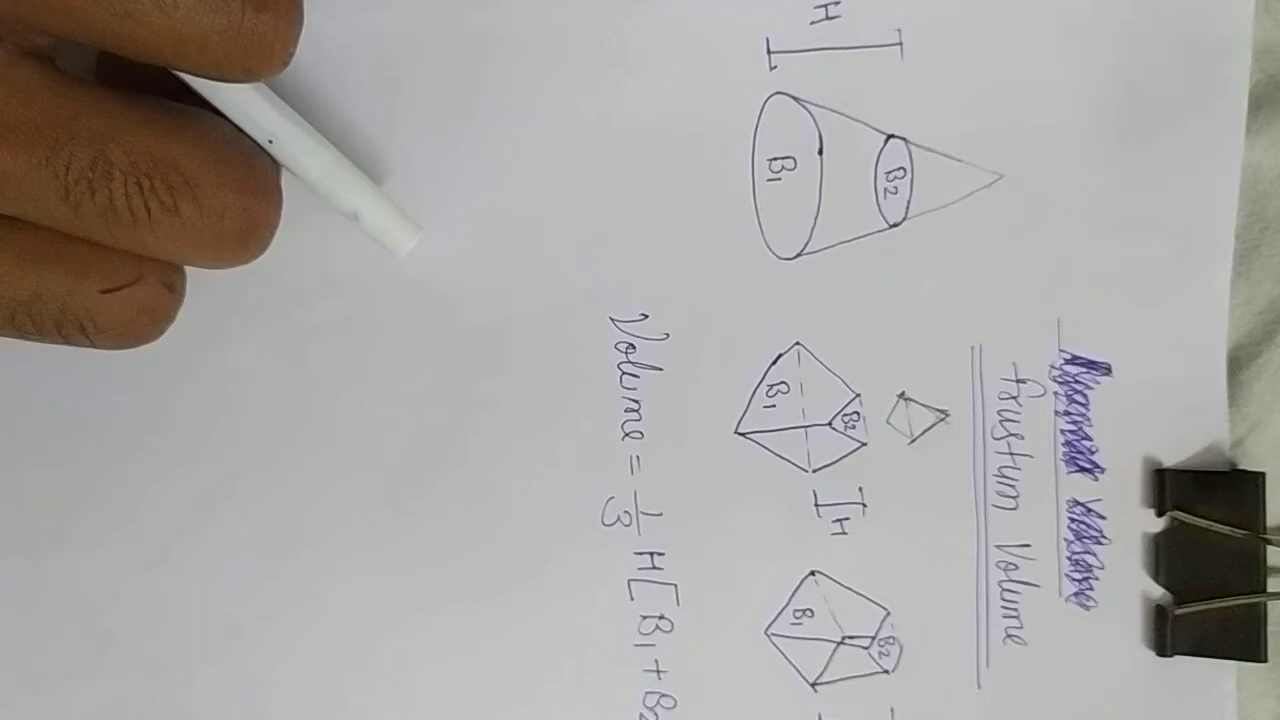 frustum Volume
H
B1
B2
B1
B2
H
B1
B2
Volume = 1/3 H [ B1 + B2